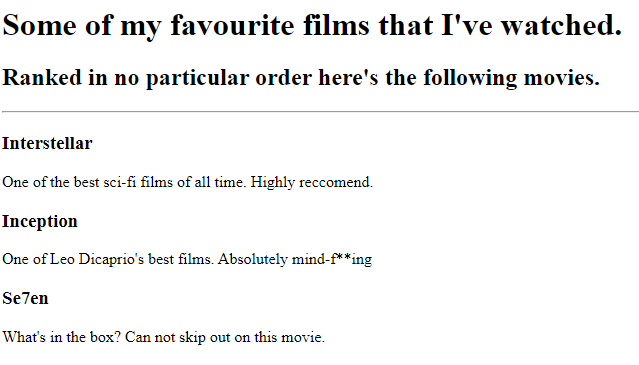 Some of my favourite films that I've watched.
Ranked in no particular order here's the following movies.
Interstellar
One of the best sci-fi films of all time. Highly reccomend.
Inception
One of Leo Dicaprio's best films. Absolutely mind-f**ing
Se7en
What's in the box? Can not skip out on this movie.